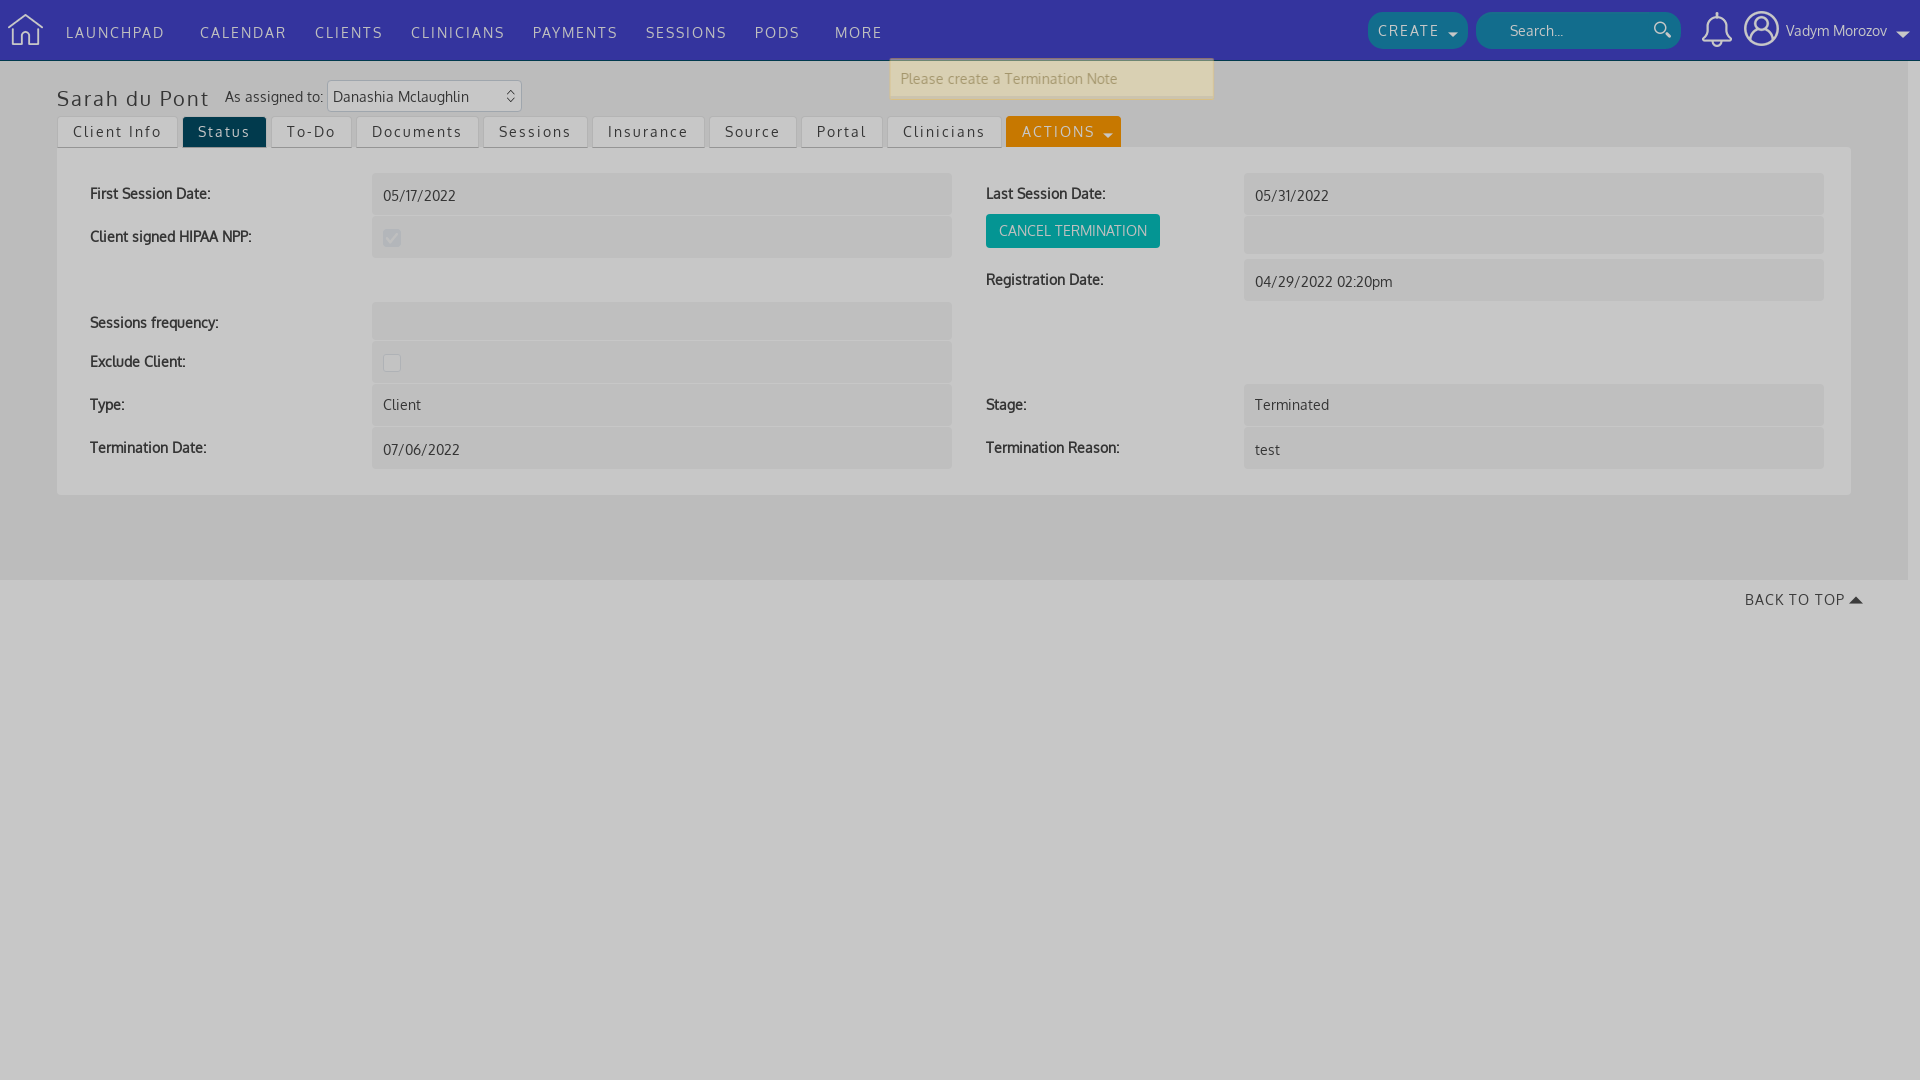 LAUNCHPAD CALENDAR CLIENTS CLINICIANS PAYMENTS SESSIONS PODS MORE CREATE Search... Vadym Morozov
Please create a Termination Note
Sarah du Pont As assigned to: Danashia Mclaughlin
Client Info Status To-Do Documents Sessions Insurance Source Portal Clinicians ACTIONS
First Session Date: 05/17/2022 Last Session Date: 05/31/2022
Client signed HIPAA NPP: CANCEL TERMINATION
Registration Date: 04/29/2022 02:20pm
Sessions frequency:
Exclude Client:
Type: Client Stage: Terminated
Termination Date: 07/06/2022 Termination Reason: test
BACK TO TOP